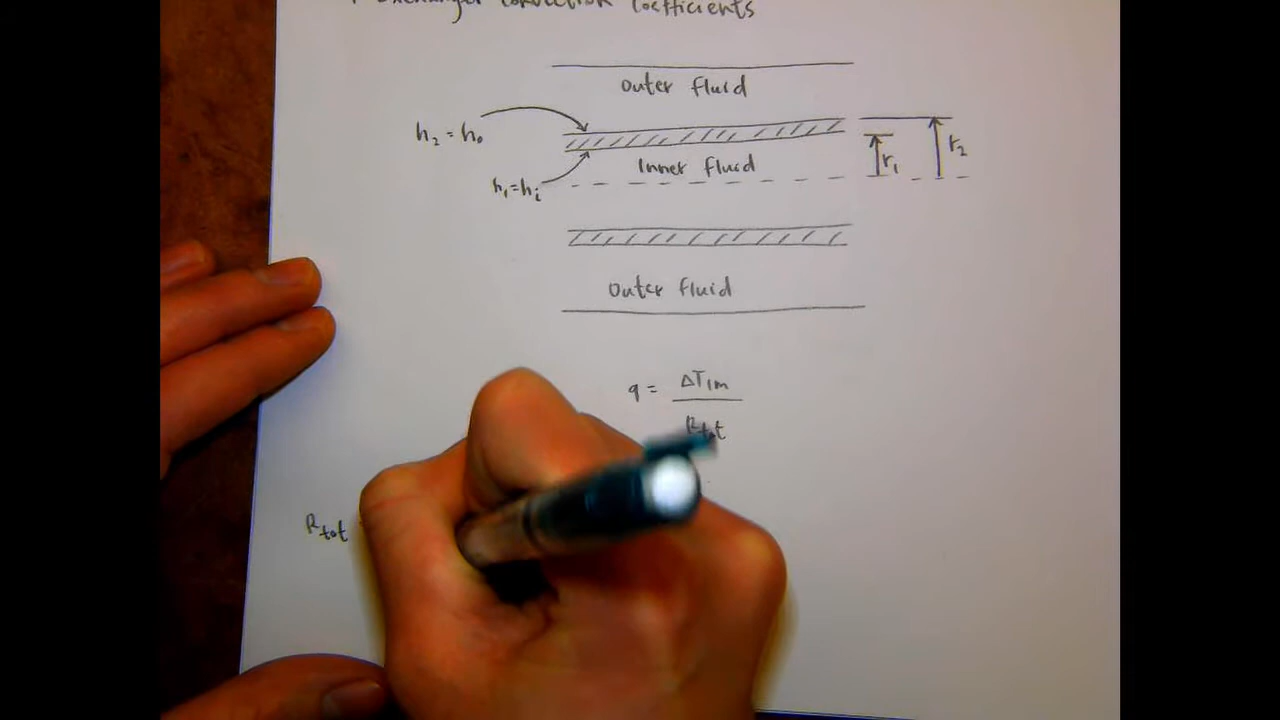 exchanger convection coefficients
outer fluid
h₂ = hₒ
Inner fluid
r₁
r₂
h₁ = hᵢ
outer fluid
q = ΔTlm / Rtot
Rtot